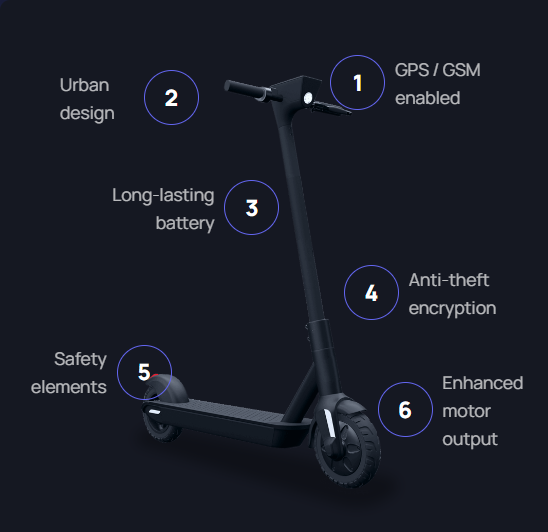 1
GPS / GSM
enabled
2
Urban
design
3
Long-lasting
battery
4
Anti-theft
encryption
5
Safety
elements
6
Enhanced
motor
output